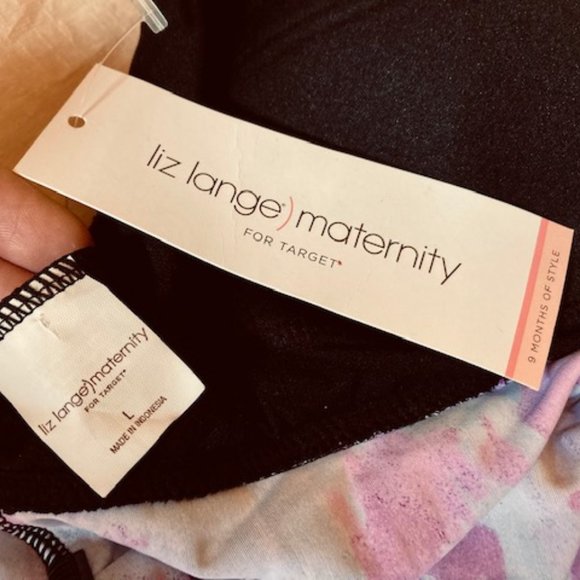 liz lange®)maternity
FOR TARGET®
9 MONTHS OF STYLE
liz lange®)maternity
FOR TARGET®
L
MADE IN INDONESIA